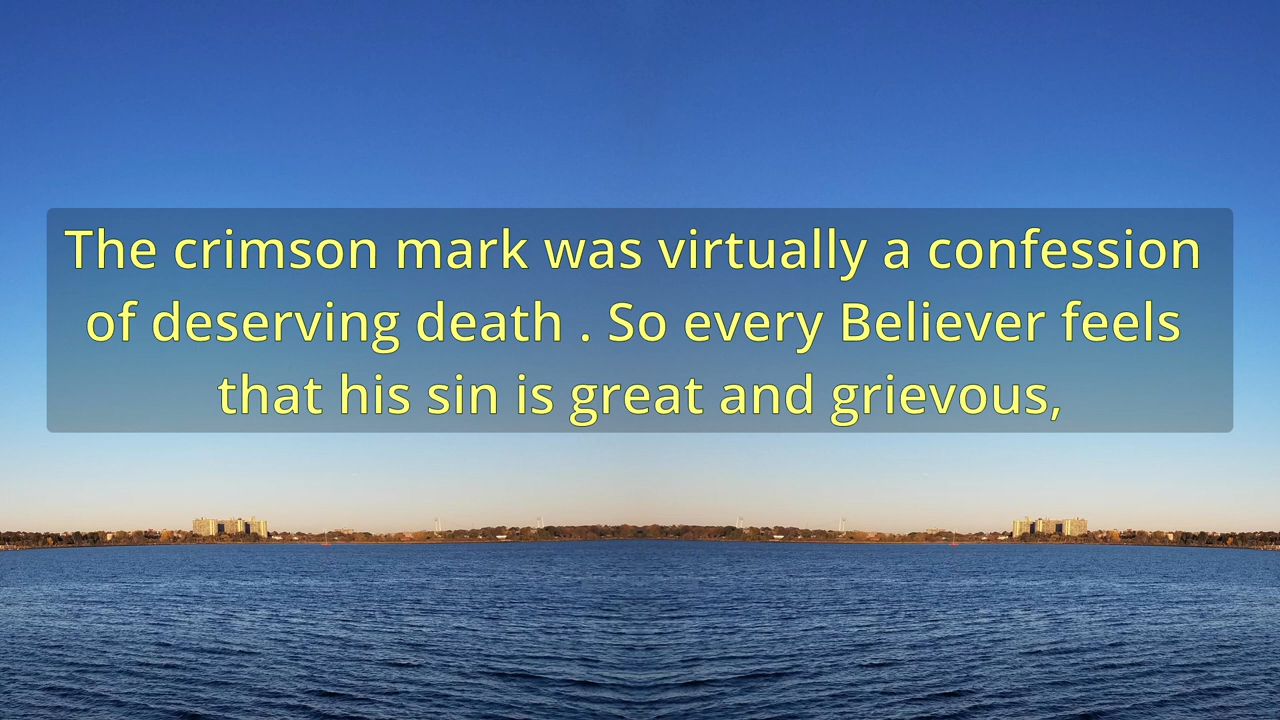 The crimson mark was virtually a confession
of deserving death . So every Believer feels
that his sin is great and grievous,